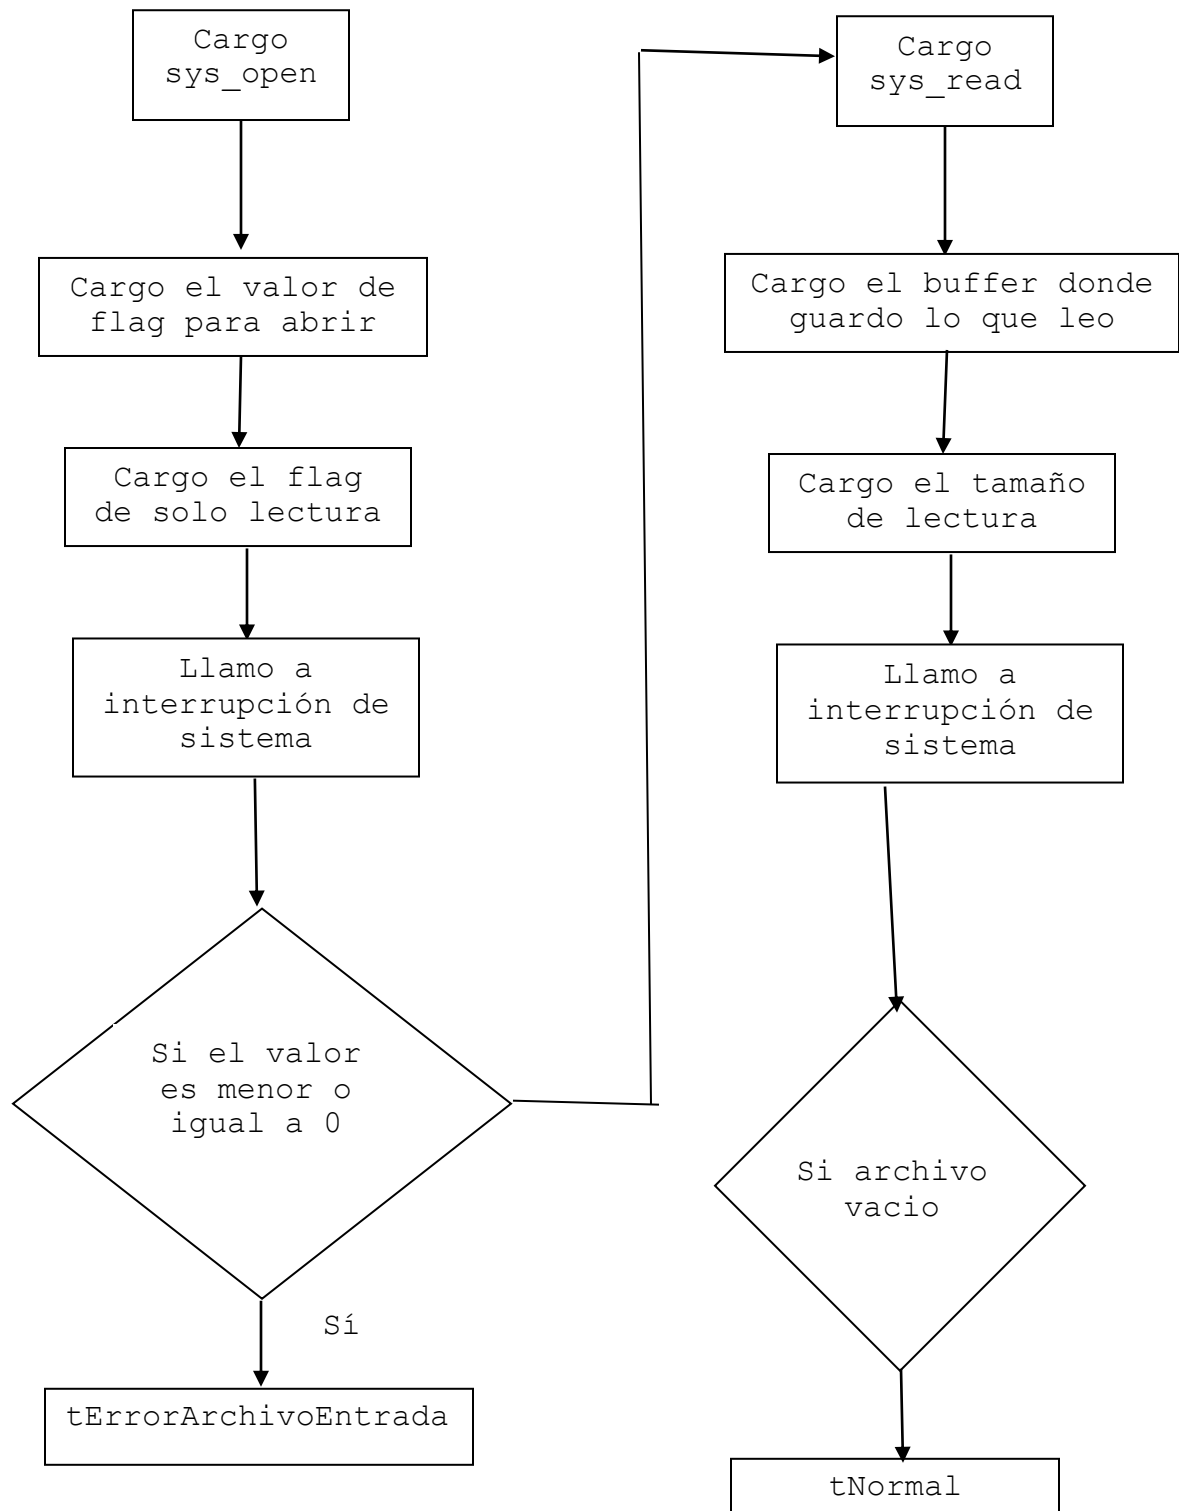 Cargo
sys_open
Cargo el valor de
flag para abrir
Cargo el flag
de solo lectura
Llamo a
interrupción de
sistema
Si el valor
es menor o
igual a 0
Sí
tErrorArchivoEntrada
Cargo
sys_read
Cargo el buffer donde
guardo lo que leo
Cargo el tamaño
de lectura
Llamo a
interrupción de
sistema
Si archivo
vacio
tNormal